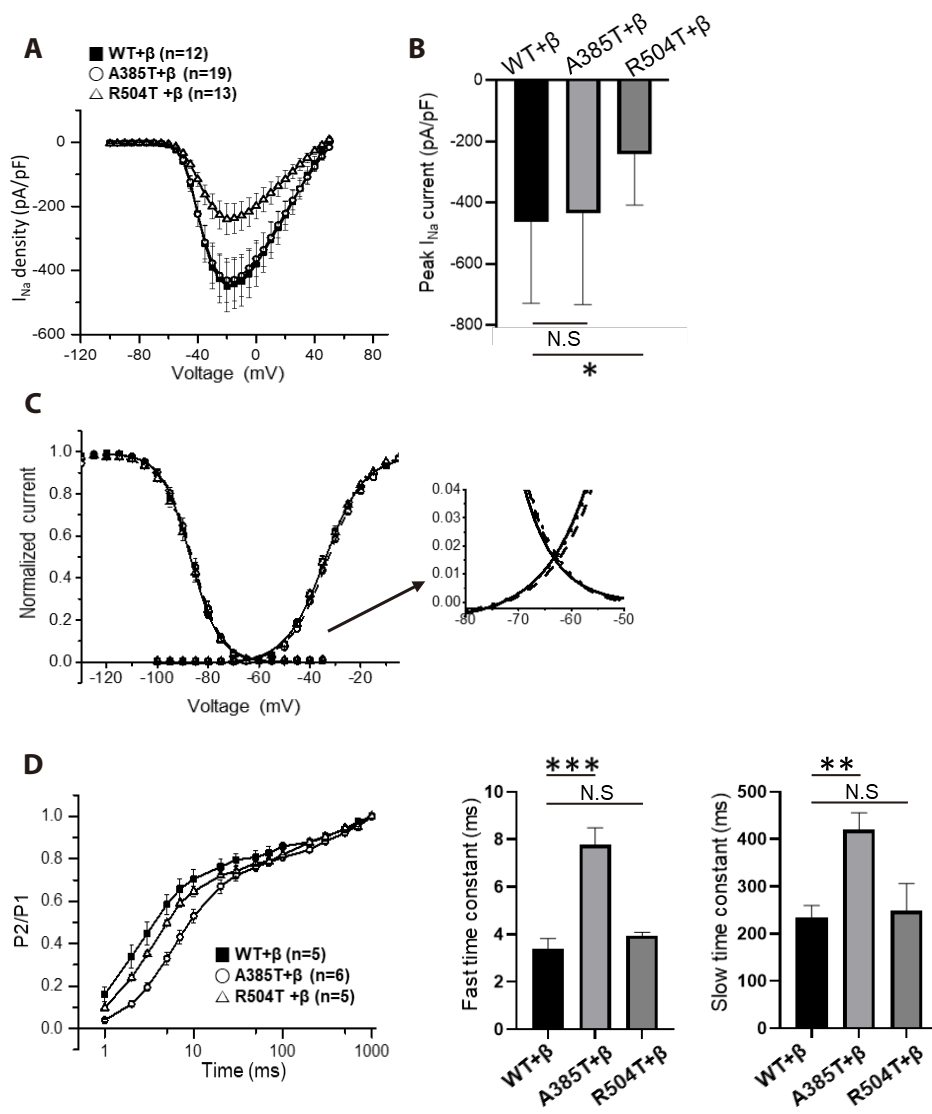 A
WT+β (n=12)
A385T+β (n=19)
R504T +β (n=13)
0
-200
-400
-600
I_Na density (pA/pF)
-120 -80 -40 0 40 80
Voltage (mV)
B
WT+β A385T+β R504T+β
0
-200
-400
-600
-800
Peak I_Na current (pA/pF)
N.S
*
C
1.0
0.8
0.6
0.4
0.2
0.0
Normalized current
-120 -100 -80 -60 -40 -20
Voltage (mV)
0.04
0.03
0.02
0.01
0.00
-80 -70 -60 -50
D
1.0
0.8
0.6
0.4
0.2
0.0
P2/P1
WT+β (n=5)
A385T+β (n=6)
R504T +β (n=5)
1 10 100 1000
Time (ms)
***
N.S
10
8
6
4
2
0
Fast time constant (ms)
WT+β A385T+β R504T+β
**
N.S
500
400
300
200
100
0
Slow time constant (ms)
WT+β A385T+β R504T+β